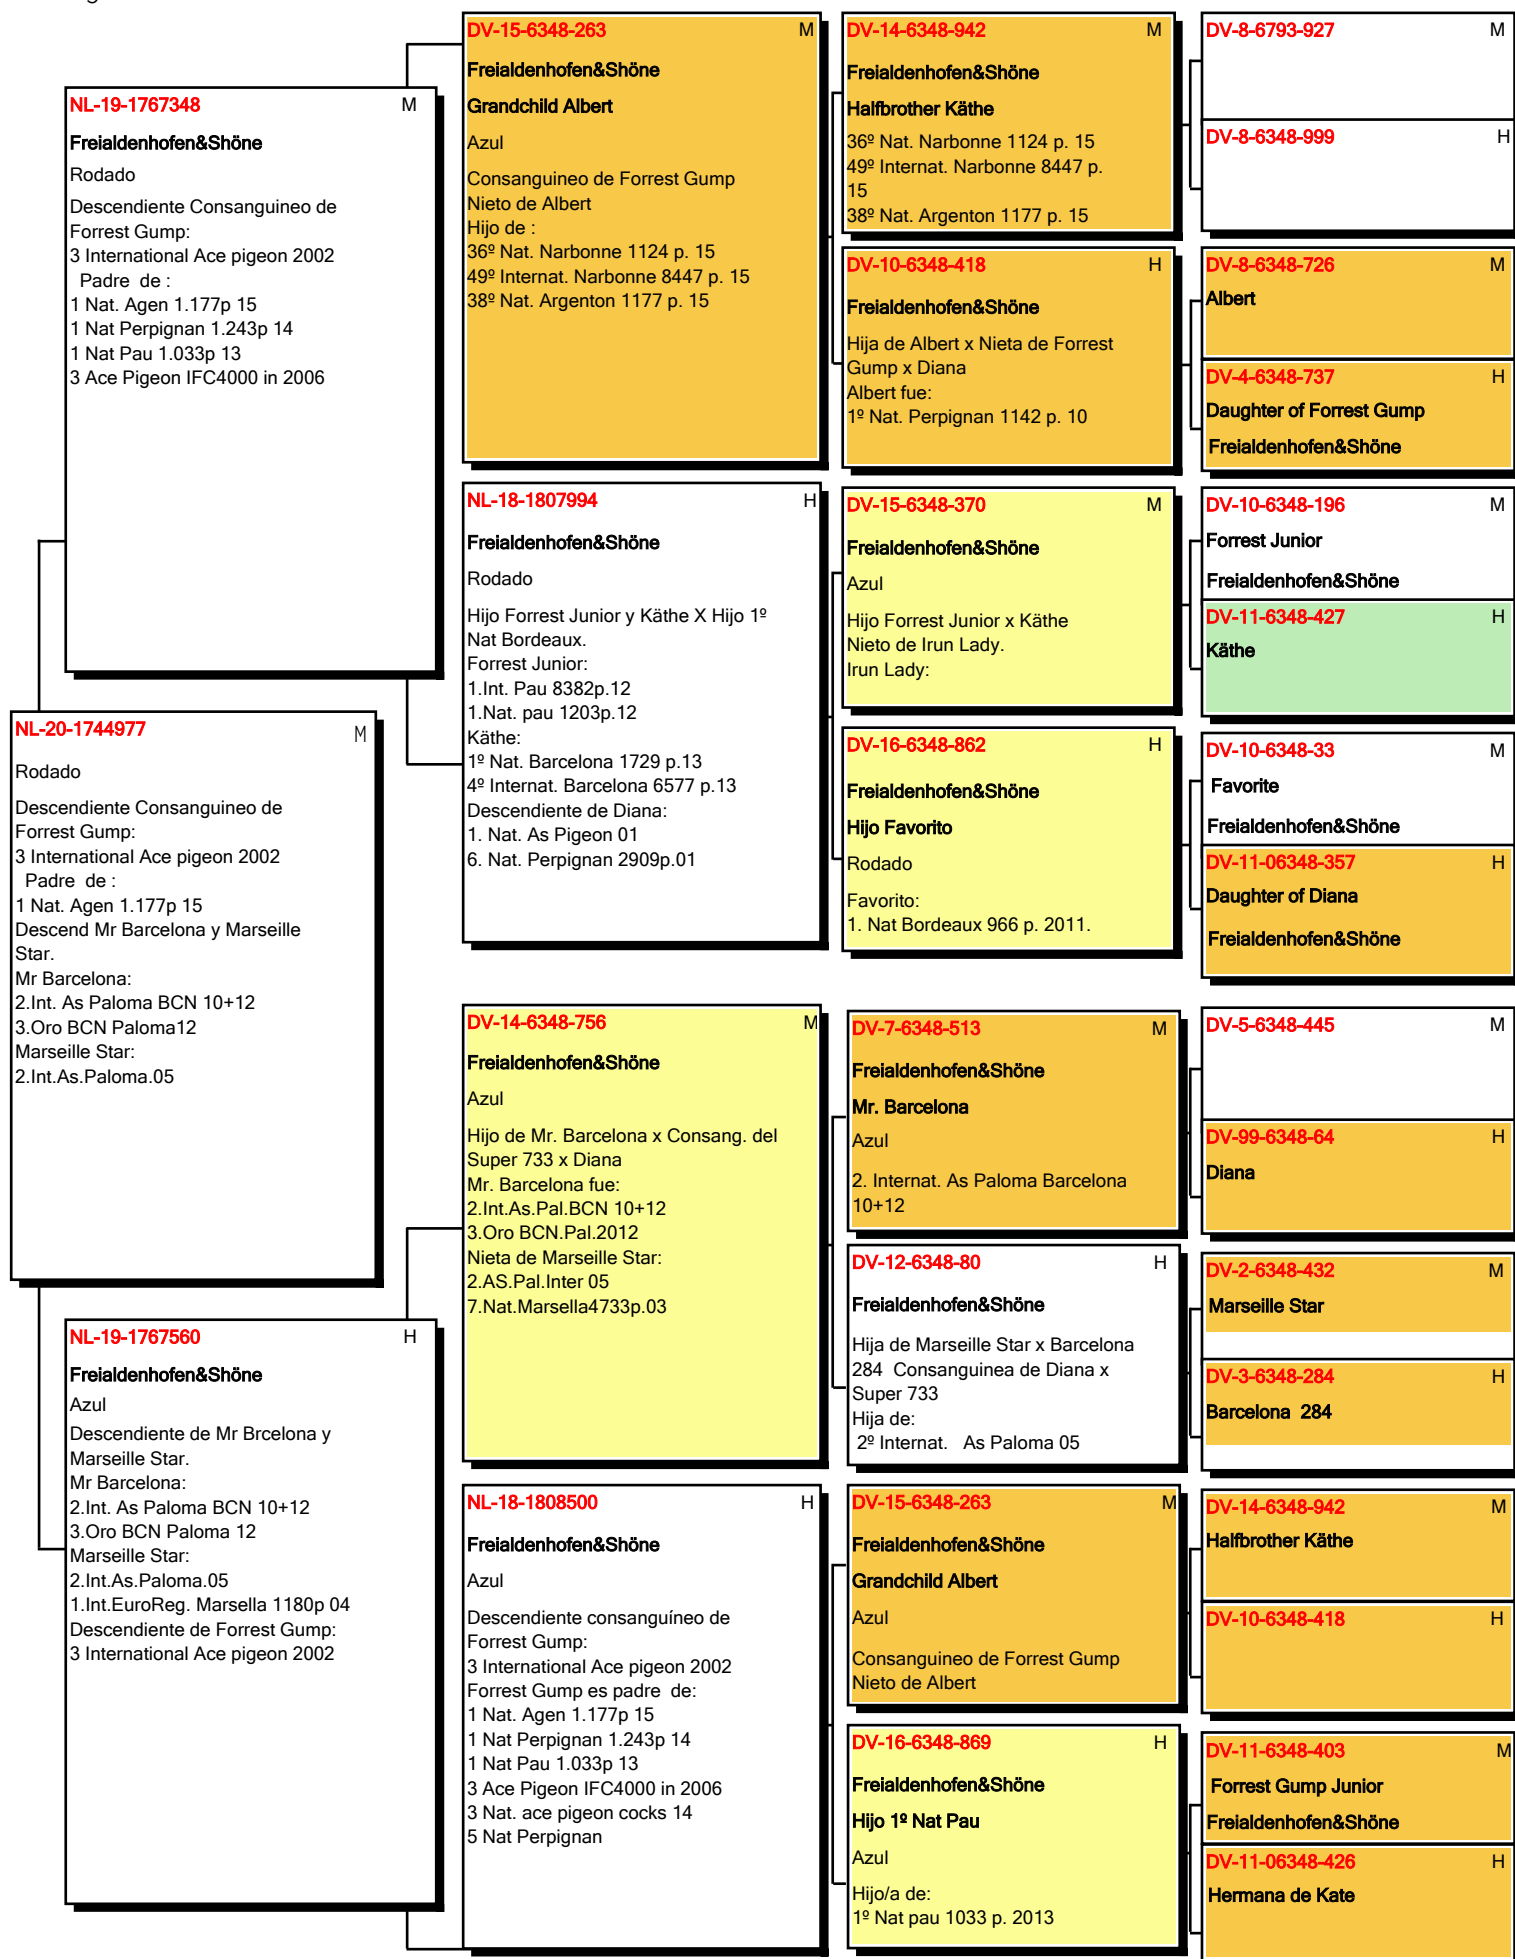 NL-20-1744977 M
Rodado
Descendiente Consanguineo de
Forrest Gump:
3 International Ace pigeon 2002
Padre de :
1 Nat. Agen 1.177p 15
Descend Mr Barcelona y Marseille
Star.
Mr Barcelona:
2.Int. As Paloma BCN 10+12
3.Oro BCN Paloma12
Marseille Star:
2.Int.As.Paloma.05
NL-19-1767348 M
Freialdenhofen&Shöne
Rodado
Descendiente Consanguineo de
Forrest Gump:
3 International Ace pigeon 2002
Padre de :
1 Nat. Agen 1.177p 15
1 Nat Perpignan 1.243p 14
1 Nat Pau 1.033p 13
3 Ace Pigeon IFC4000 in 2006
NL-19-1767560 H
Freialdenhofen&Shöne
Azul
Descendiente de Mr Brcelona y
Marseille Star.
Mr Barcelona:
2.Int. As Paloma BCN 10+12
3.Oro BCN Paloma 12
Marseille Star:
2.Int.As.Paloma.05
1.Int.EuroReg. Marsella 1180p 04
Descendiente de Forrest Gump:
3 International Ace pigeon 2002
DV-15-6348-263 M
Freialdenhofen&Shöne
Grandchild Albert
Azul
Consanguineo de Forrest Gump
Nieto de Albert
Hijo de :
36º Nat. Narbonne 1124 p. 15
49º Internat. Narbonne 8447 p. 15
38º Nat. Argenton 1177 p. 15
NL-18-1807994 H
Freialdenhofen&Shöne
Rodado
Hijo Forrest Junior y Käthe X Hijo 1º
Nat Bordeaux.
Forrest Junior:
1.Int. Pau 8382p.12
1.Nat. pau 1203p.12
Käthe:
1º Nat. Barcelona 1729 p.13
4º Internat. Barcelona 6577 p.13
Descendiente de Diana:
1. Nat. As Pigeon 01
6. Nat. Perpignan 2909p.01
DV-14-6348-756 M
Freialdenhofen&Shöne
Azul
Hijo de Mr. Barcelona x Consang. del
Super 733 x Diana
Mr. Barcelona fue:
2.Int.As.Pal.BCN 10+12
3.Oro BCN.Pal.2012
Nieta de Marseille Star:
2.AS.Pal.Inter 05
7.Nat.Marsella4733p.03
NL-18-1808500 H
Freialdenhofen&Shöne
Azul
Descendiente consanguíneo de
Forrest Gump:
3 International Ace pigeon 2002
Forrest Gump es padre de:
1 Nat. Agen 1.177p 15
1 Nat Perpignan 1.243p 14
1 Nat Pau 1.033p 13
3 Ace Pigeon IFC4000 in 2006
3 Nat. ace pigeon cocks 14
5 Nat Perpignan
DV-14-6348-942 M
Freialdenhofen&Shöne
Halfbrother Käthe
36º Nat. Narbonne 1124 p. 15
49º Internat. Narbonne 8447 p.
15
38º Nat. Argenton 1177 p. 15
DV-10-6348-418 H
Freialdenhofen&Shöne
Hija de Albert x Nieta de Forrest
Gump x Diana
Albert fue:
1º Nat. Perpignan 1142 p. 10
DV-15-6348-370 M
Freialdenhofen&Shöne
Azul
Hijo Forrest Junior x Käthe
Nieto de Irun Lady.
Irun Lady:
DV-16-6348-862 H
Freialdenhofen&Shöne
Hijo Favorito
Rodado
Favorito:
1. Nat Bordeaux 966 p. 2011.
DV-7-6348-513 M
Freialdenhofen&Shöne
Mr. Barcelona
Azul
2. Internat. As Paloma Barcelona
10+12
DV-12-6348-80 H
Freialdenhofen&Shöne
Hija de Marseille Star x Barcelona
284 Consanguinea de Diana x
Super 733
Hija de:
2º Internat. As Paloma 05
DV-15-6348-263 M
Freialdenhofen&Shöne
Grandchild Albert
Azul
Consanguineo de Forrest Gump
Nieto de Albert
DV-16-6348-869 H
Freialdenhofen&Shöne
Hijo 1º Nat Pau
Azul
Hijo/a de:
1º Nat pau 1033 p. 2013
DV-8-6793-927 M
DV-8-6348-999 H
DV-8-6348-726 M
Albert
DV-4-6348-737 H
Daughter of Forrest Gump
Freialdenhofen&Shöne
DV-10-6348-196 M
Forrest Junior
Freialdenhofen&Shöne
DV-11-6348-427 H
Käthe
DV-10-6348-33 M
Favorite
Freialdenhofen&Shöne
DV-11-06348-357 H
Daughter of Diana
Freialdenhofen&Shöne
DV-5-6348-445 M
DV-99-6348-64 H
Diana
DV-2-6348-432 M
Marseille Star
DV-3-6348-284 H
Barcelona 284
DV-14-6348-942 M
Halfbrother Käthe
DV-10-6348-418 H
DV-11-6348-403 M
Forrest Gump Junior
Freialdenhofen&Shöne
DV-11-06348-426 H
Hermana de Kate